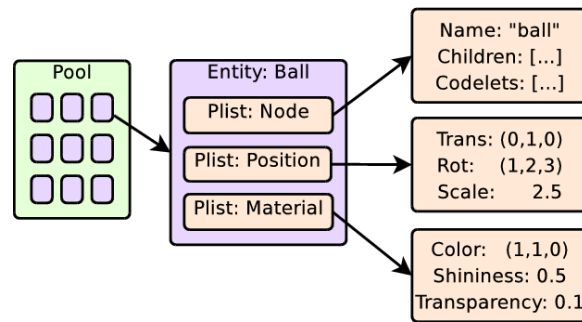 Pool
Entity: Ball
Plist: Node
Plist: Position
Plist: Material
Name: "ball"
Children: [...]
Codelets: [...]
Trans: (0,1,0)
Rot: (1,2,3)
Scale: 2.5
Color: (1,1,0)
Shininess: 0.5
Transparency: 0.1